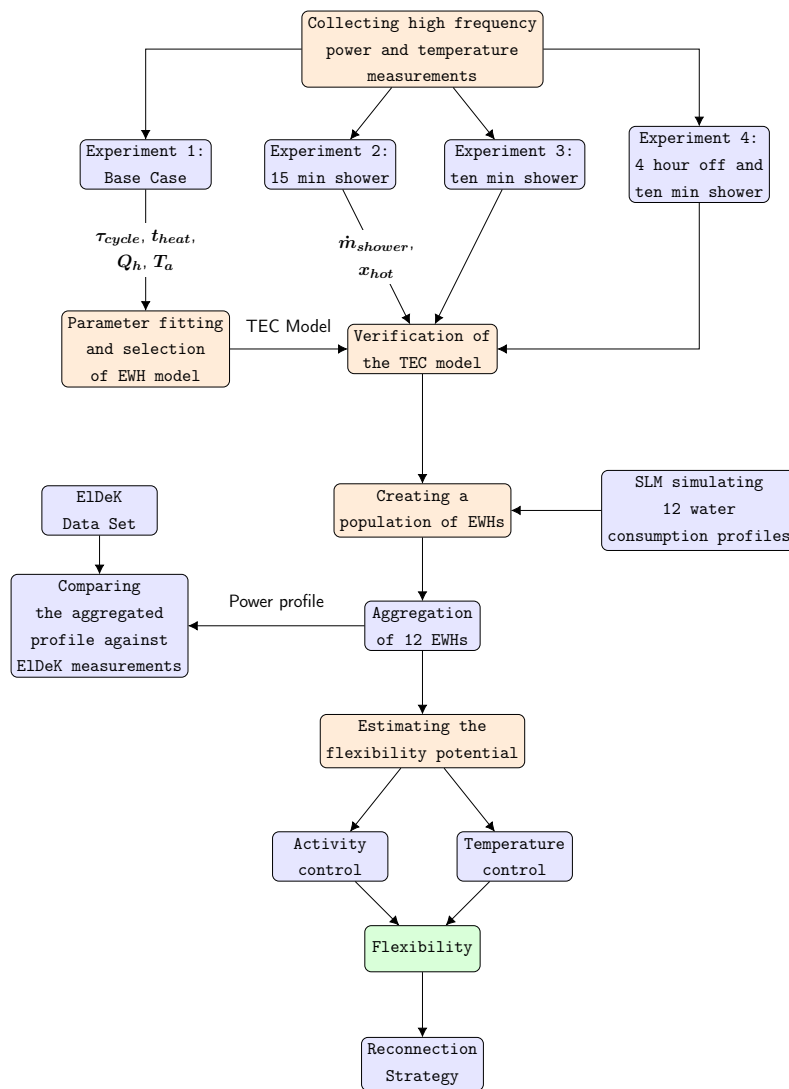 Collecting high frequency
power and temperature
measurements
Experiment 1:
Base Case
Experiment 2:
15 min shower
Experiment 3:
ten min shower
Experiment 4:
4 hour off and
ten min shower
τcycle, theat,
Qh, Ta
ṁshower,
xhot
Parameter fitting
and selection
of EWH model
TEC Model
Verification of
the TEC model
ElDeK
Data Set
Creating a
population of EWHs
SLM simulating
12 water
consumption profiles
Comparing
the aggregated
profile against
ElDeK measurements
Power profile
Aggregation
of 12 EWHs
Estimating the
flexibility potential
Activity
control
Temperature
control
Flexibility
Reconnection
Strategy